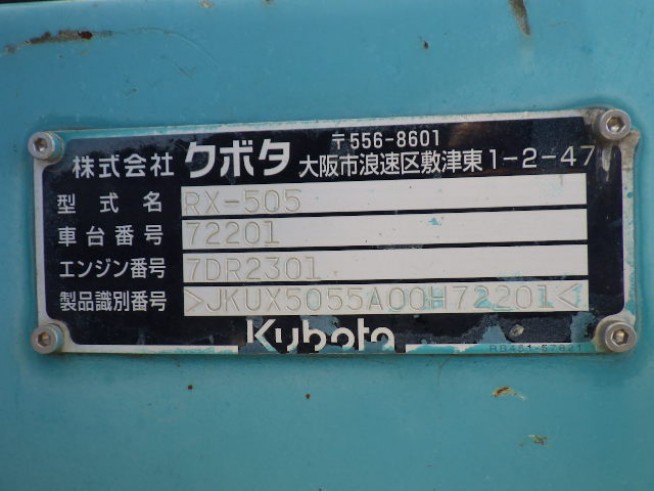 〒556-8601
株式会社 クボタ 大阪市浪速区敷津東1-2-47
型式名 RX-505
車台番号 72201
エンジン番号 7DR2301
製品識別番号 >JKUX5055A00H72201<
Kubota
RB451-57821